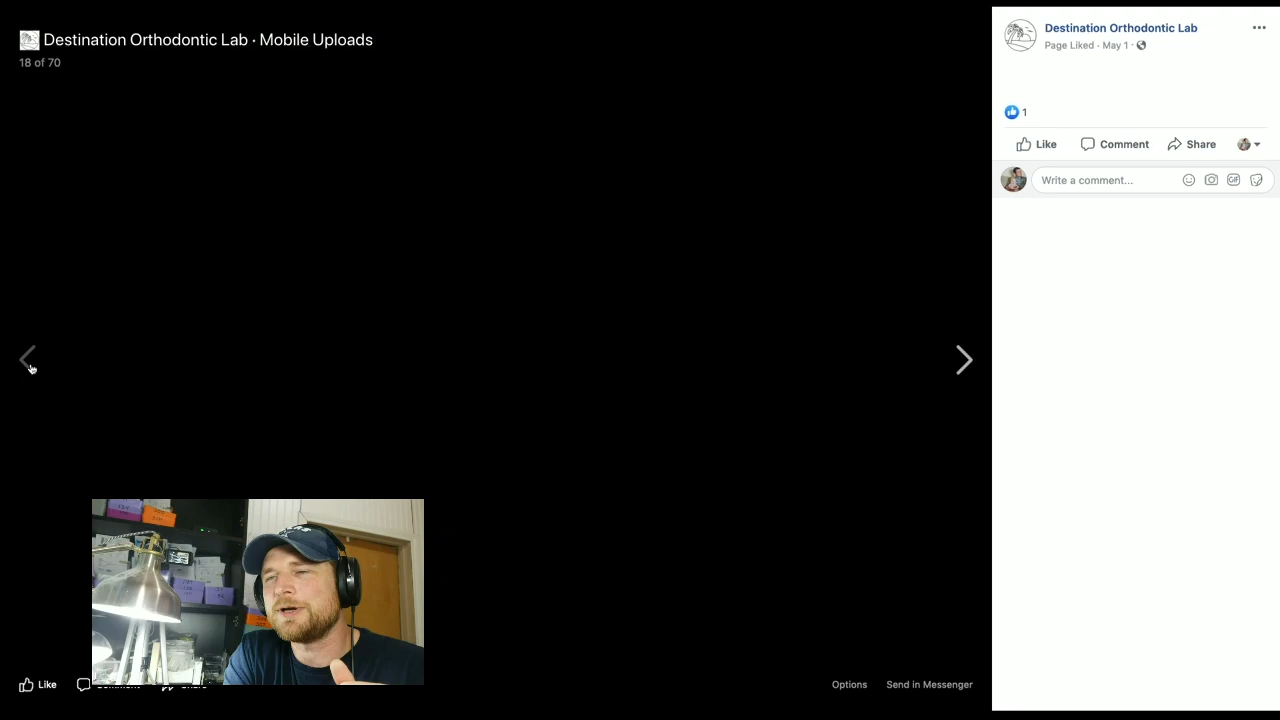 Destination Orthodontic Lab · Mobile Uploads
18 of 70
Destination Orthodontic Lab
Page Liked · May 1 ·
1
Like Comment Share
Write a comment...
GIF
Like
Options Send in Messenger